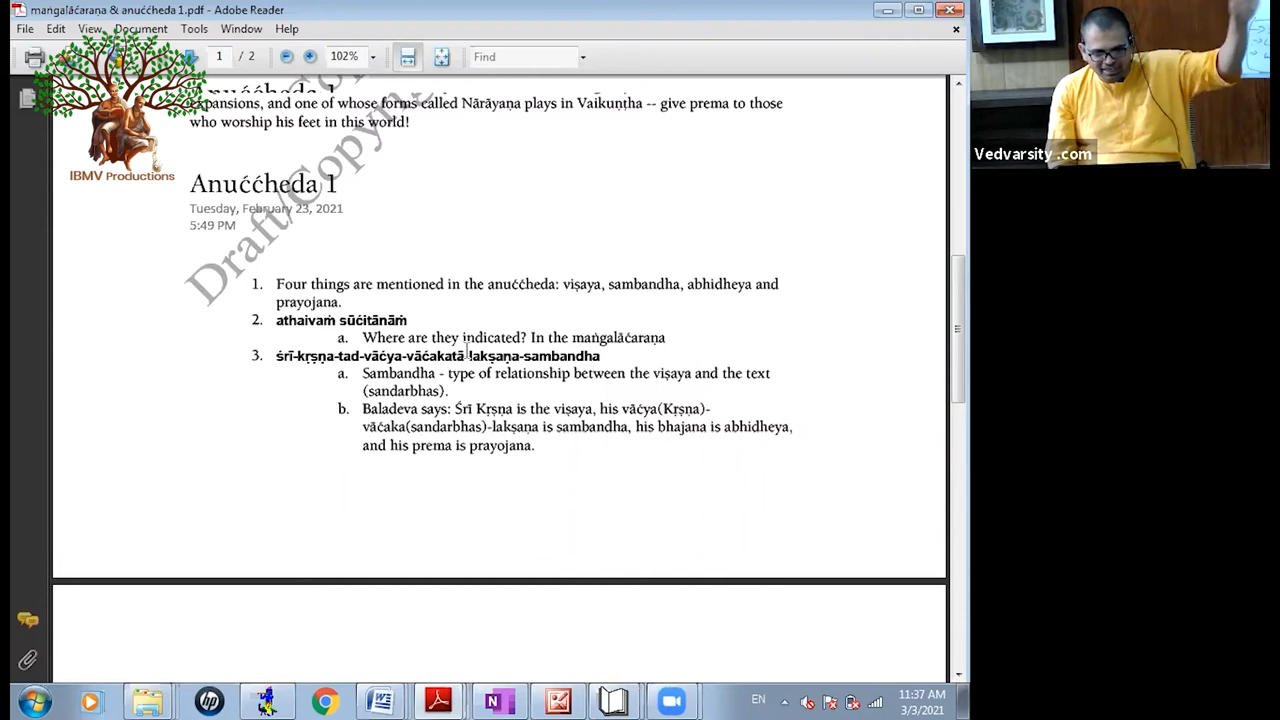 maṅgalāćaraṇa & anućcheda 1.pdf - Adobe Reader
File Edit View Document Tools Window Help
1 / 2 102% Find
Anućcheda 1
expansions, and one of whose forms called Nārāyaṇa plays in Vaikuṇṭha -- give prema to those
who worship his feet in this world!
IBMV Productions
Vedvarsity .com
Anućcheda 1
Tuesday, February 23, 2021
5:49 PM
1. Four things are mentioned in the anućcheda: viṣaya, sambandha, abhidheya and
prayojana.
2. athaivaṁ sūćitānāṁ
a. Where are they indicated? In the maṅgalāćaraṇa
3. śrī-kṛṣṇa-tad-vāćya-vāćakatā lakṣaṇa-sambandha
a. Sambandha - type of relationship between the viṣaya and the text
(sandarbhas).
b. Baladeva says: Śrī Kṛṣṇa is the viṣaya, his vāćya(Kṛṣṇa)-
vāćaka(sandarbhas)-lakṣaṇa is sambandha, his bhajana is abhidheya,
and his prema is prayojana.
EN
11:37 AM
3/3/2021